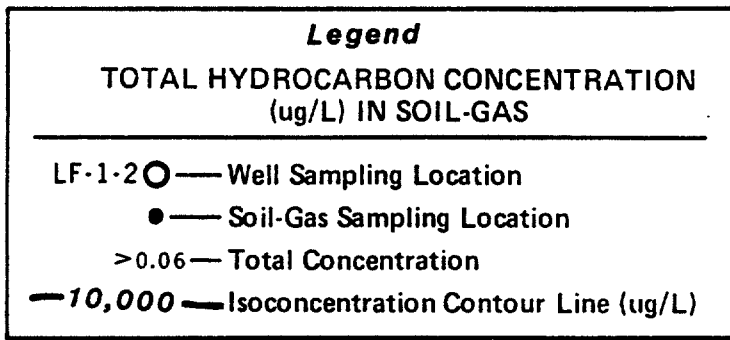 Legend
TOTAL HYDROCARBON CONCENTRATION
(ug/L) IN SOIL-GAS
LF-1-2 — Well Sampling Location
— Soil-Gas Sampling Location
>0.06 — Total Concentration
— 10,000 — Isoconcentration Contour Line (ug/L)